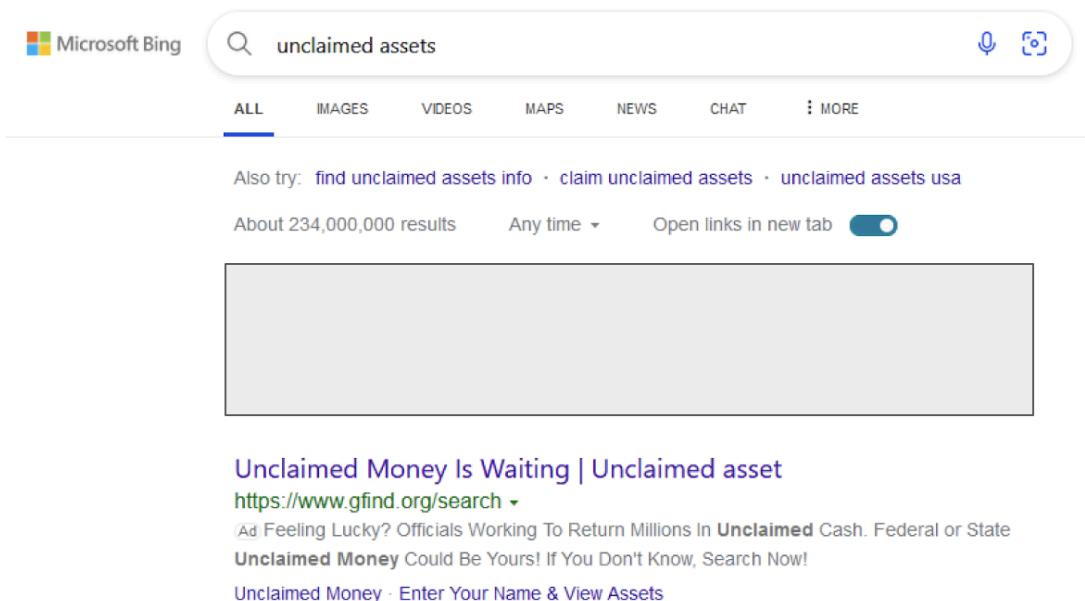 Microsoft Bing
unclaimed assets
ALL IMAGES VIDEOS MAPS NEWS CHAT MORE
Also try: find unclaimed assets info · claim unclaimed assets · unclaimed assets usa
About 234,000,000 results Any time Open links in new tab
Unclaimed Money Is Waiting | Unclaimed asset
https://www.gfind.org/search
Ad Feeling Lucky? Officials Working To Return Millions In Unclaimed Cash. Federal or State
Unclaimed Money Could Be Yours! If You Don't Know, Search Now!
Unclaimed Money · Enter Your Name & View Assets